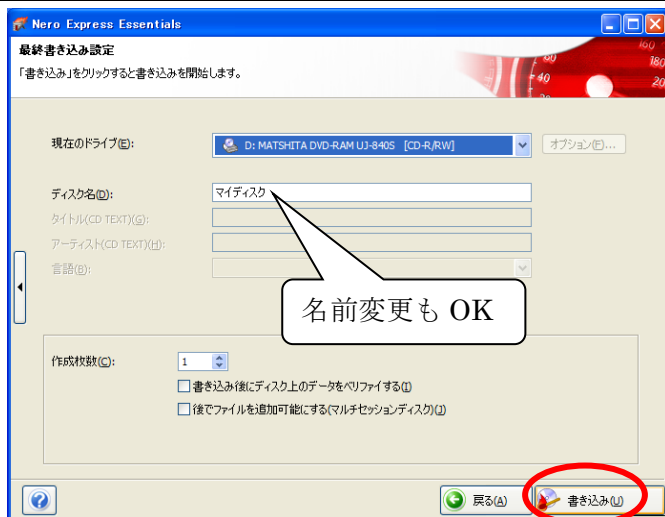 Nero Express Essentials
最終書き込み設定
「書き込み」をクリックすると書き込みを開始します。
60
160
180
40
20
20
現在のドライブ(E):
D: MATSHITA DVD-RAM UJ-840S [CD-R/RW]
オプション(F)...
ディスク名(D):
マイディスク
タイトル(CD TEXT)(G):
アーティスト(CD TEXT)(H):
言語(B):
名前変更も OK
作成枚数(C):
1
書き込み後にディスク上のデータをベリファイする(I)
後でファイルを追加可能にする(マルチセッションディスク)(J)
戻る(A)
書き込み(U)